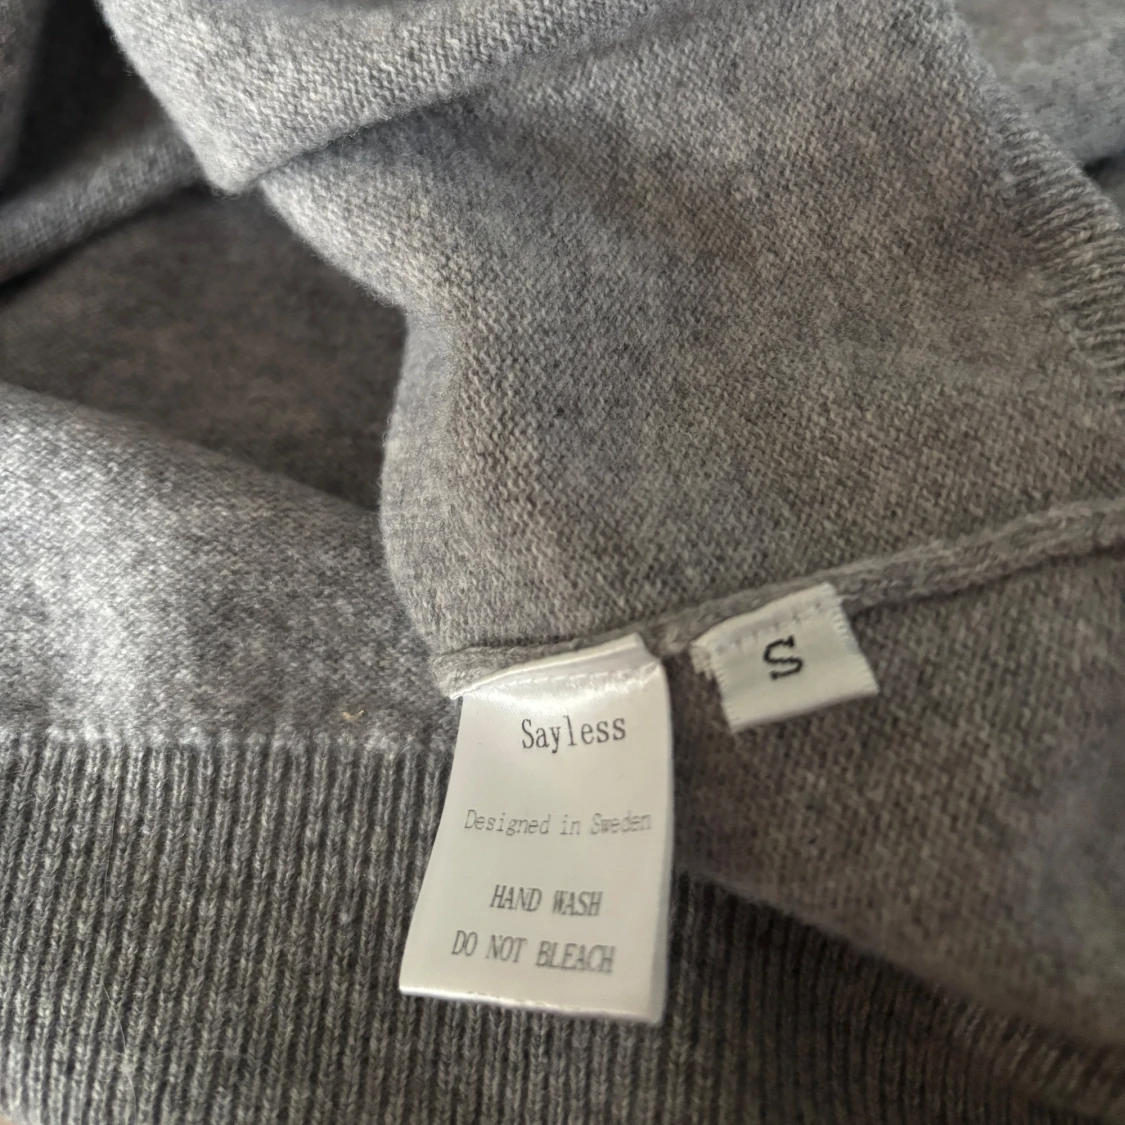 S
Sayless
Designed in Sweden
HAND WASH
DO NOT BLEACH